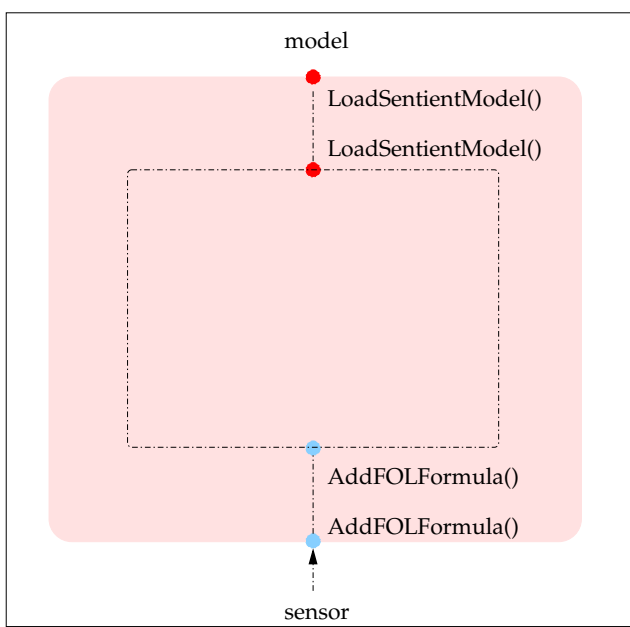 model
LoadSentientModel()
LoadSentientModel()
AddFOLFormula()
AddFOLFormula()
sensor